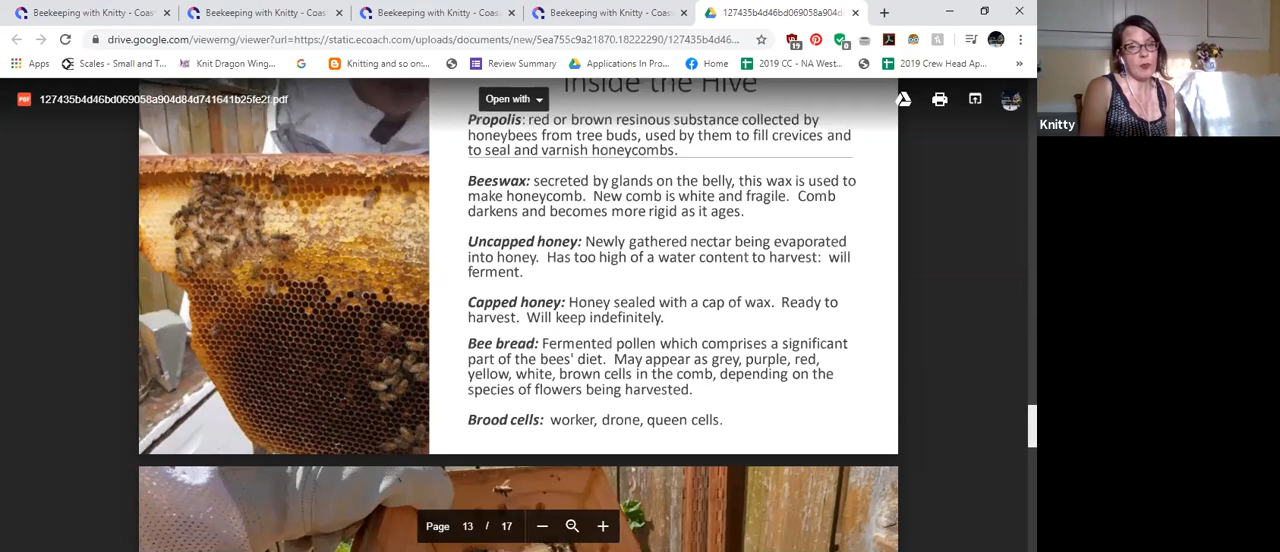 Beekeeping with Knitty - Coas
Beekeeping with Knitty - Coas
Beekeeping with Knitty - Coas
Beekeeping with Knitty - Coas
127435b4d46bd069058a904d
drive.google.com/viewerng/viewer?url=https://static.ecoach.com/uploads/documents/new/5ea755c9a21870.18222290/127435b4d46...
19
0
Apps
Scales - Small and T...
Knit Dragon Wing...
Knitting and so on...
Review Summary
Applications In Pro...
Home
2019 CC - NA West...
2019 Crew Head Ap...
»
PDF
127435b4d46bd069058a904d84d741641b25fe2f.pdf
Open with
Inside the Hive
Propolis: red or brown resinous substance collected by
honeybees from tree buds, used by them to fill crevices and
to seal and varnish honeycombs.
Beeswax: secreted by glands on the belly, this wax is used to
make honeycomb. New comb is white and fragile. Comb
darkens and becomes more rigid as it ages.
Uncapped honey: Newly gathered nectar being evaporated
into honey. Has too high of a water content to harvest: will
ferment.
Capped honey: Honey sealed with a cap of wax. Ready to
harvest. Will keep indefinitely.
Bee bread: Fermented pollen which comprises a significant
part of the bees' diet. May appear as grey, purple, red,
yellow, white, brown cells in the comb, depending on the
species of flowers being harvested.
Brood cells: worker, drone, queen cells.
Page 13 / 17
Knitty